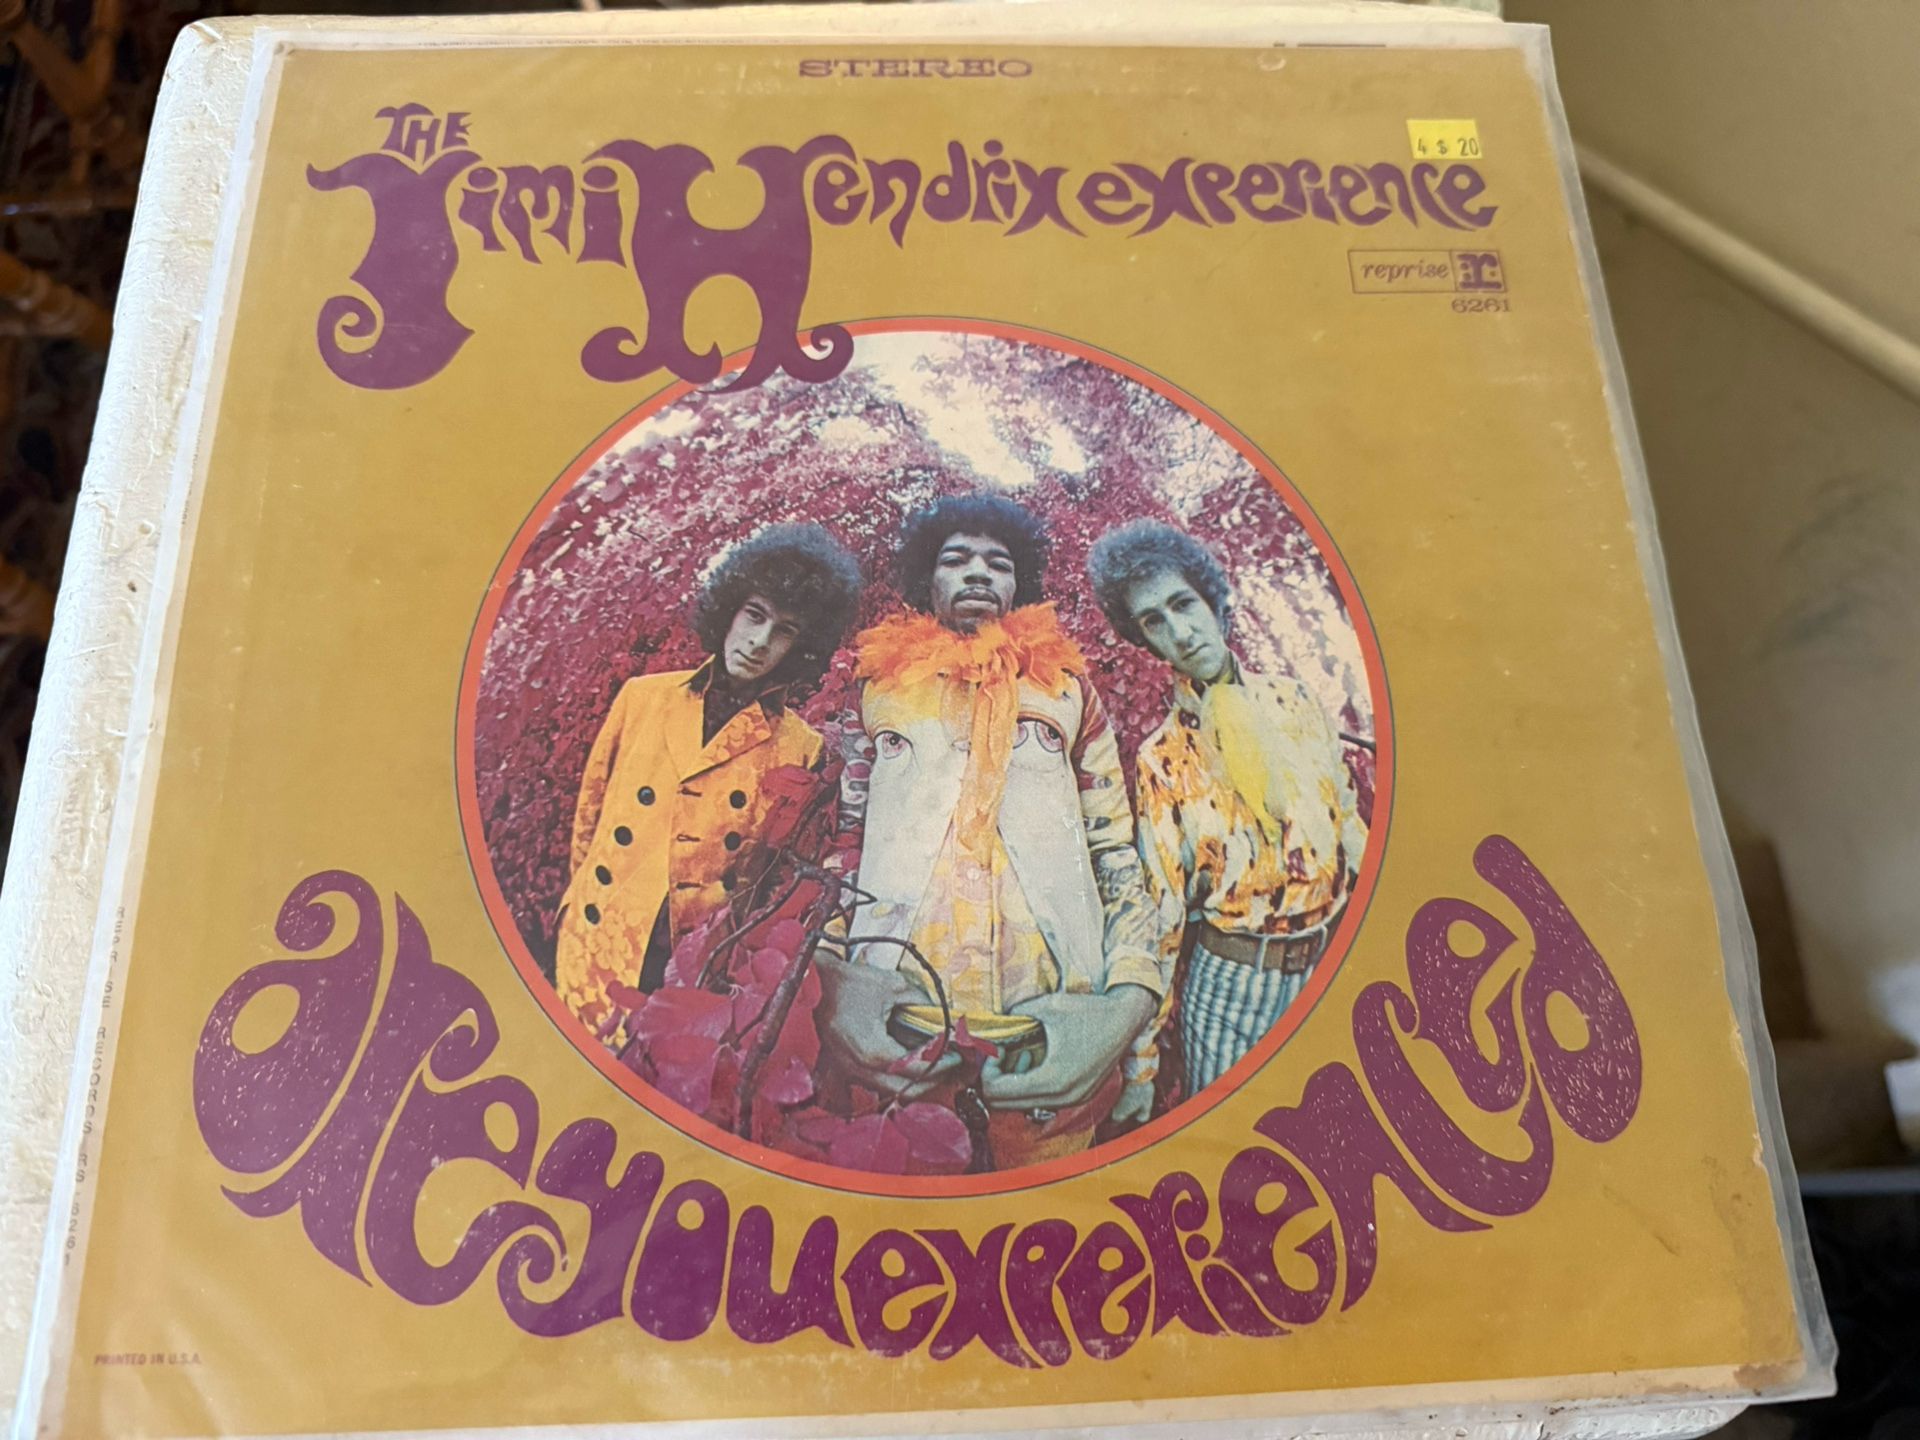 STEREO
THE
Jimi Hendrix experience
4 $ 20
reprise r:
6261
are you experienced
REPRISE RECORDS RS 6261
PRINTED IN U.S.A.